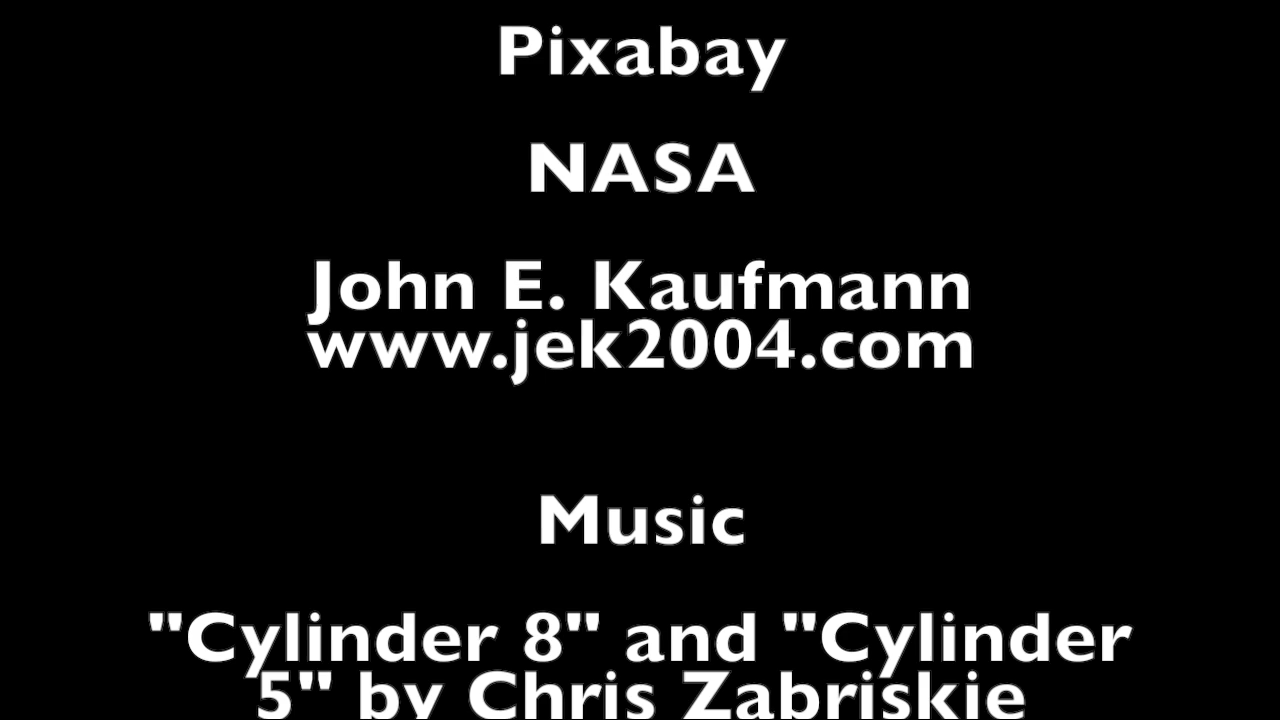 Pixabay
NASA
John E. Kaufmann
www.jek2004.com
Music
"Cylinder 8" and "Cylinder
5" by Chris Zabriskie